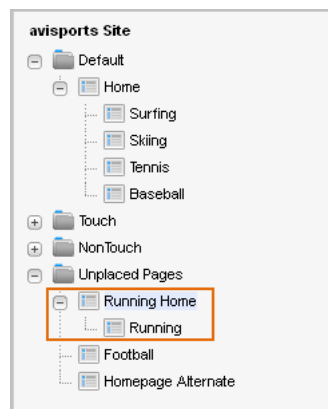 avisports Site
Default
Home
Surfing
Skiing
Tennis
Baseball
Touch
NonTouch
Unplaced Pages
Running Home
Running
Football
Homepage Alternate